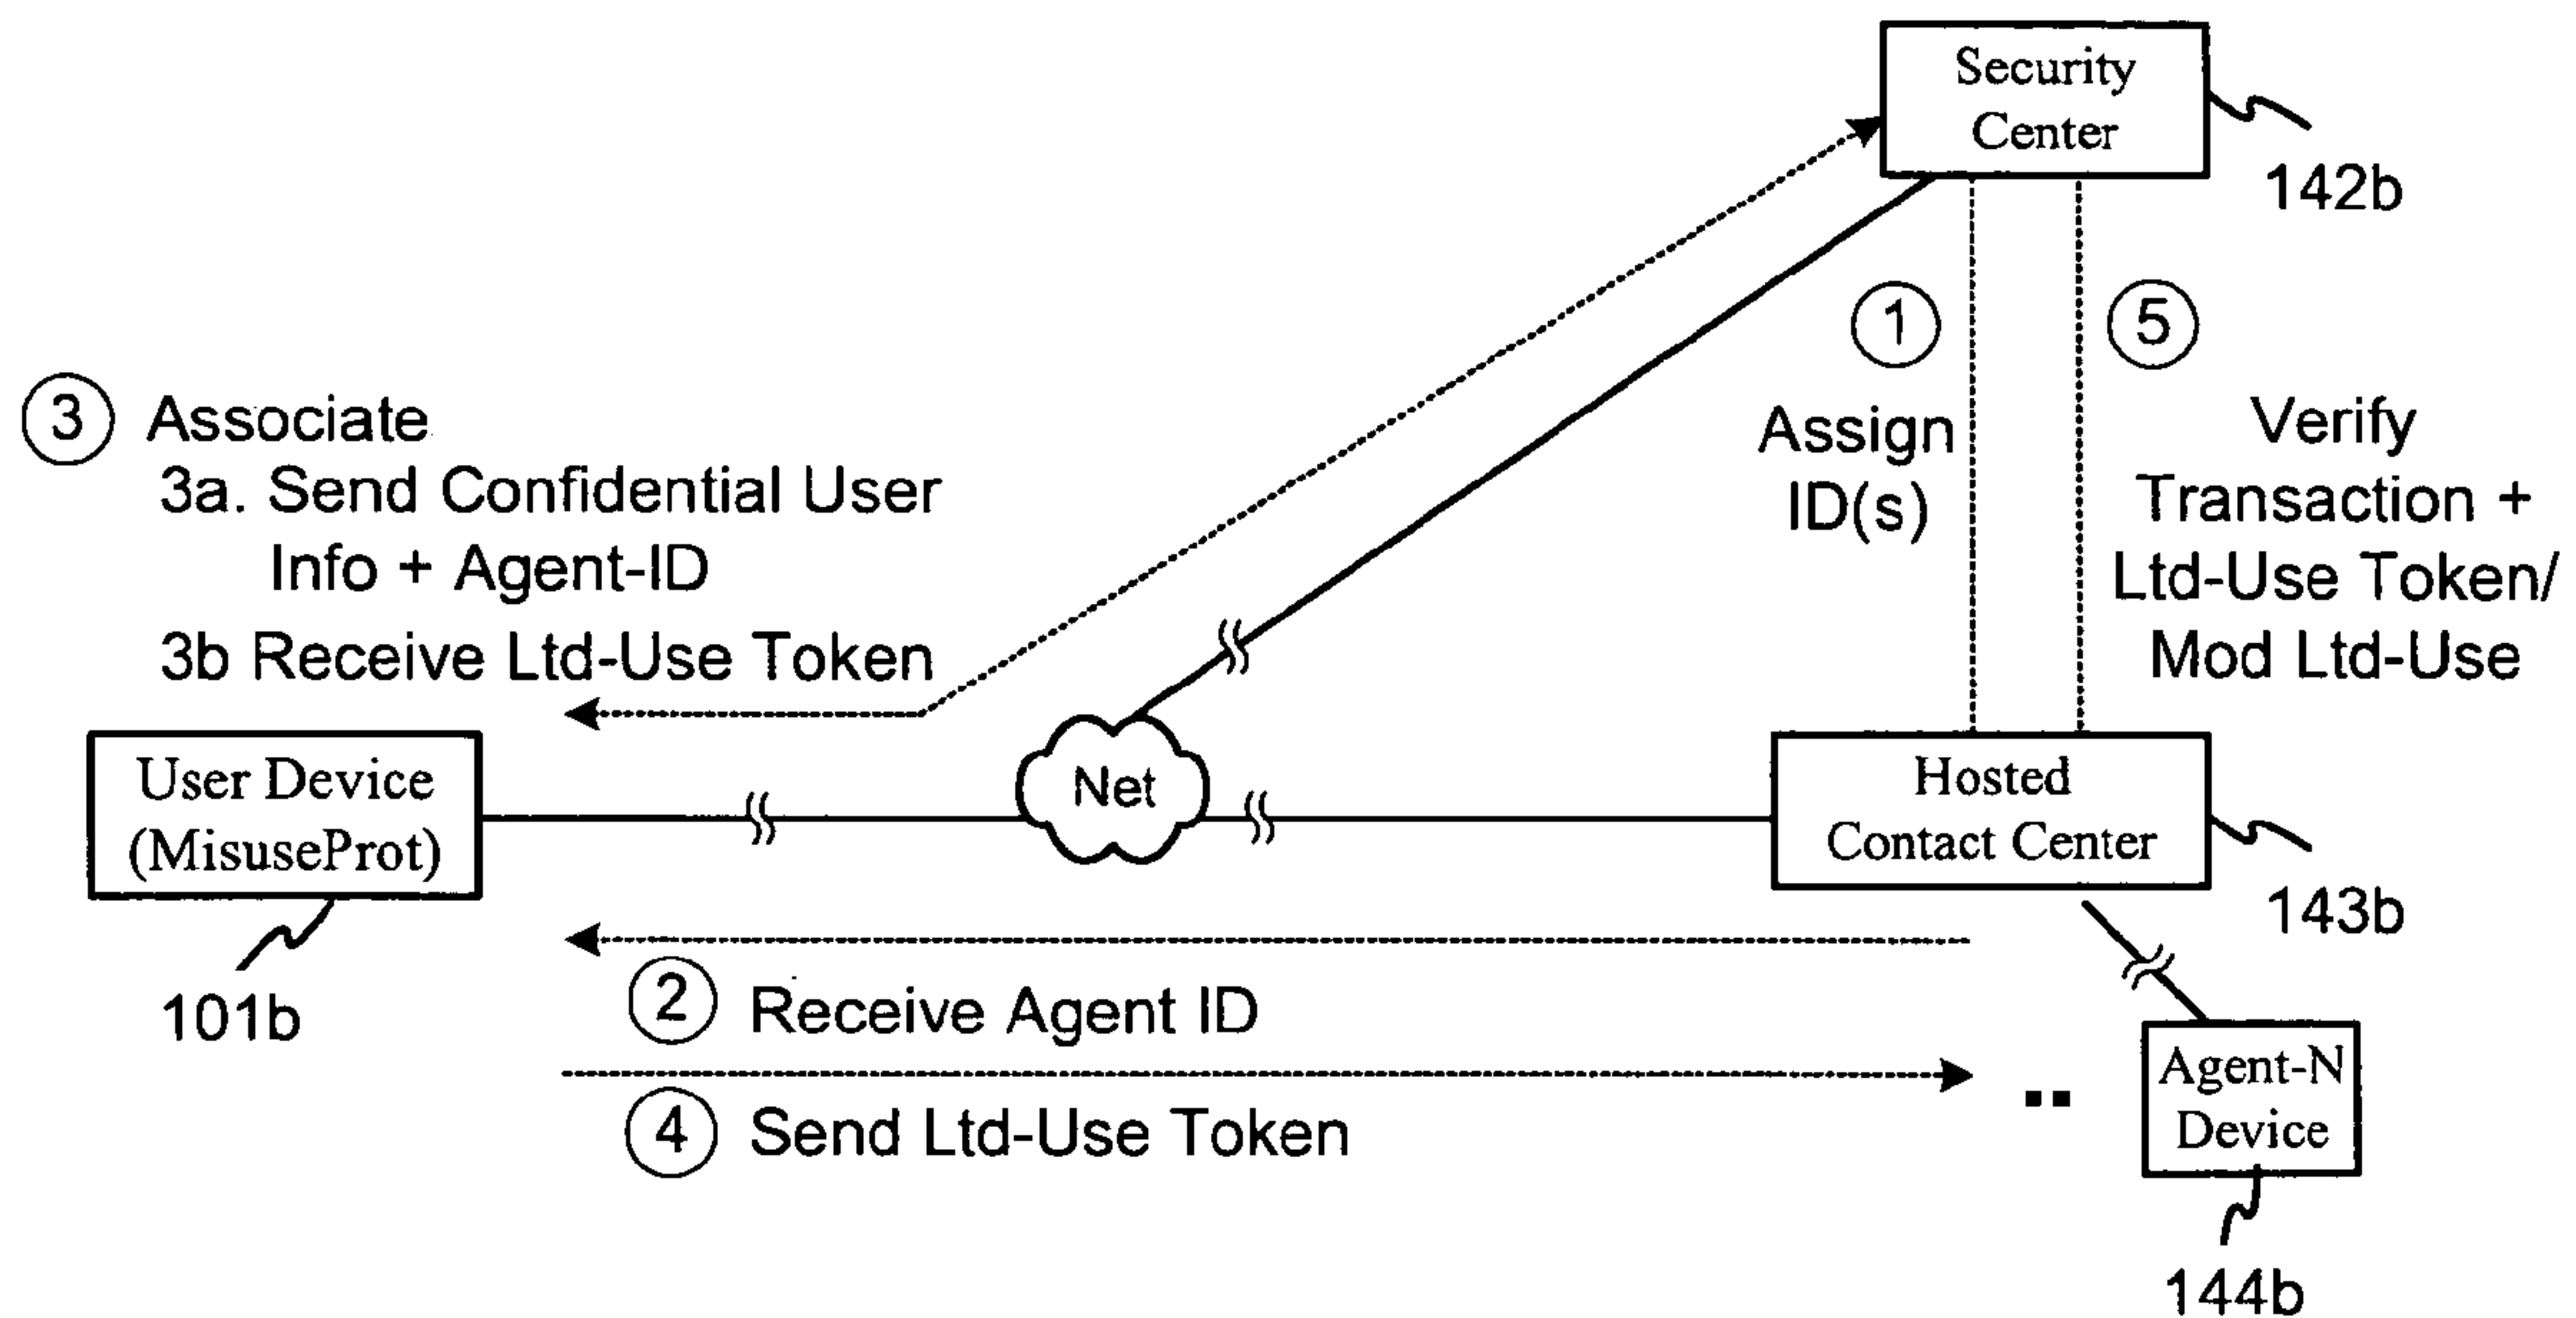 Security
Center
142b
1
5
Assign
ID(s)
Verify
Transaction +
Ltd-Use Token/
Mod Ltd-Use
3 Associate
3a. Send Confidential User
Info + Agent-ID
3b Receive Ltd-Use Token
User Device
(MisuseProt)
101b
Net
Hosted
Contact Center
143b
2 Receive Agent ID
4 Send Ltd-Use Token
Agent-N
Device
144b